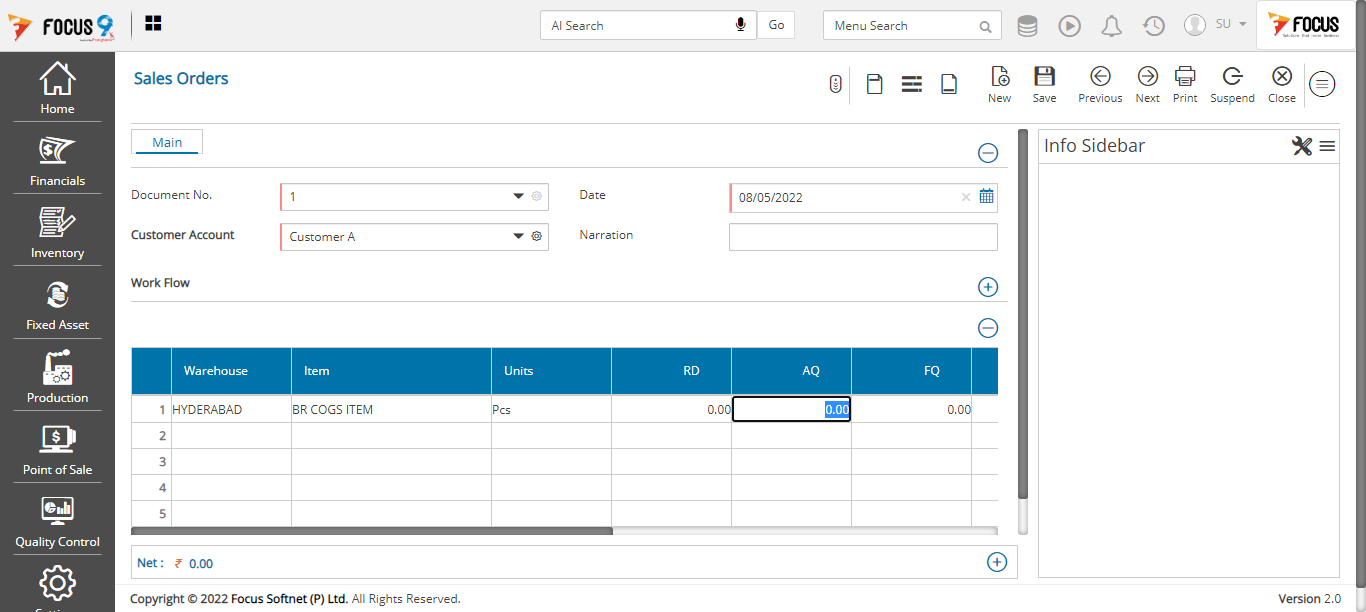 FOCUS 9
AI Search
Go
Menu Search
SU
FOCUS
Home
Financials
Inventory
Fixed Asset
Production
Point of Sale
Quality Control
Sales Orders
New
Save
Previous
Next
Print
Suspend
Close
Main
Document No.
1
Date
08/05/2022
Customer Account
Customer A
Narration
Work Flow
Warehouse Item Units RD AQ FQ
1 HYDERABAD BR COGS ITEM Pcs 0.00 0.00 0.00
2
3
4
5
Net : ₹ 0.00
Info Sidebar
Copyright © 2022 Focus Softnet (P) Ltd. All Rights Reserved.
Version 2.0